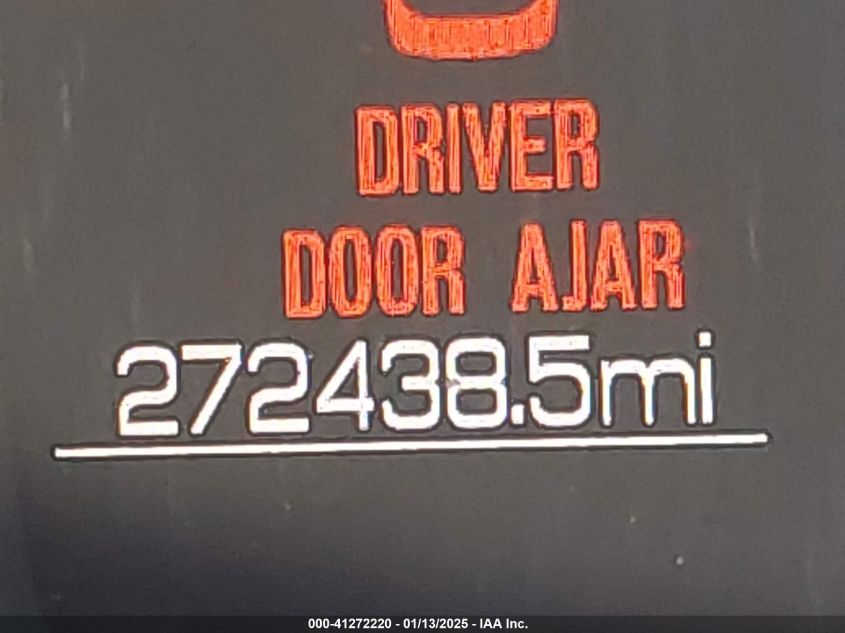 DRIVER
DOOR AJAR
272438.5mi
000-41272220 - 01/13/2025 - IAA Inc.